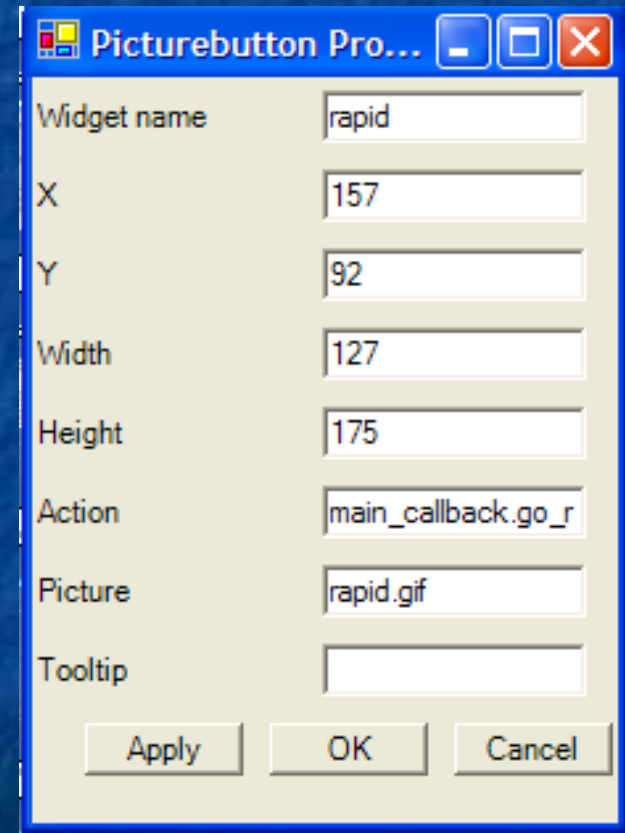 Picturebutton Pro...
Widget name rapid
X 157
Y 92
Width 127
Height 175
Action main_callback.go_r
Picture rapid.gif
Tooltip
Apply OK Cancel